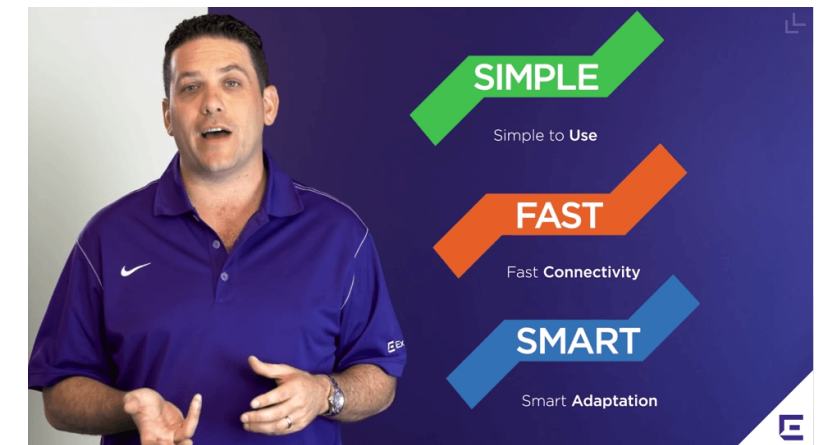 SIMPLE
Simple to Use
FAST
Fast Connectivity
SMART
Smart Adaptation
E